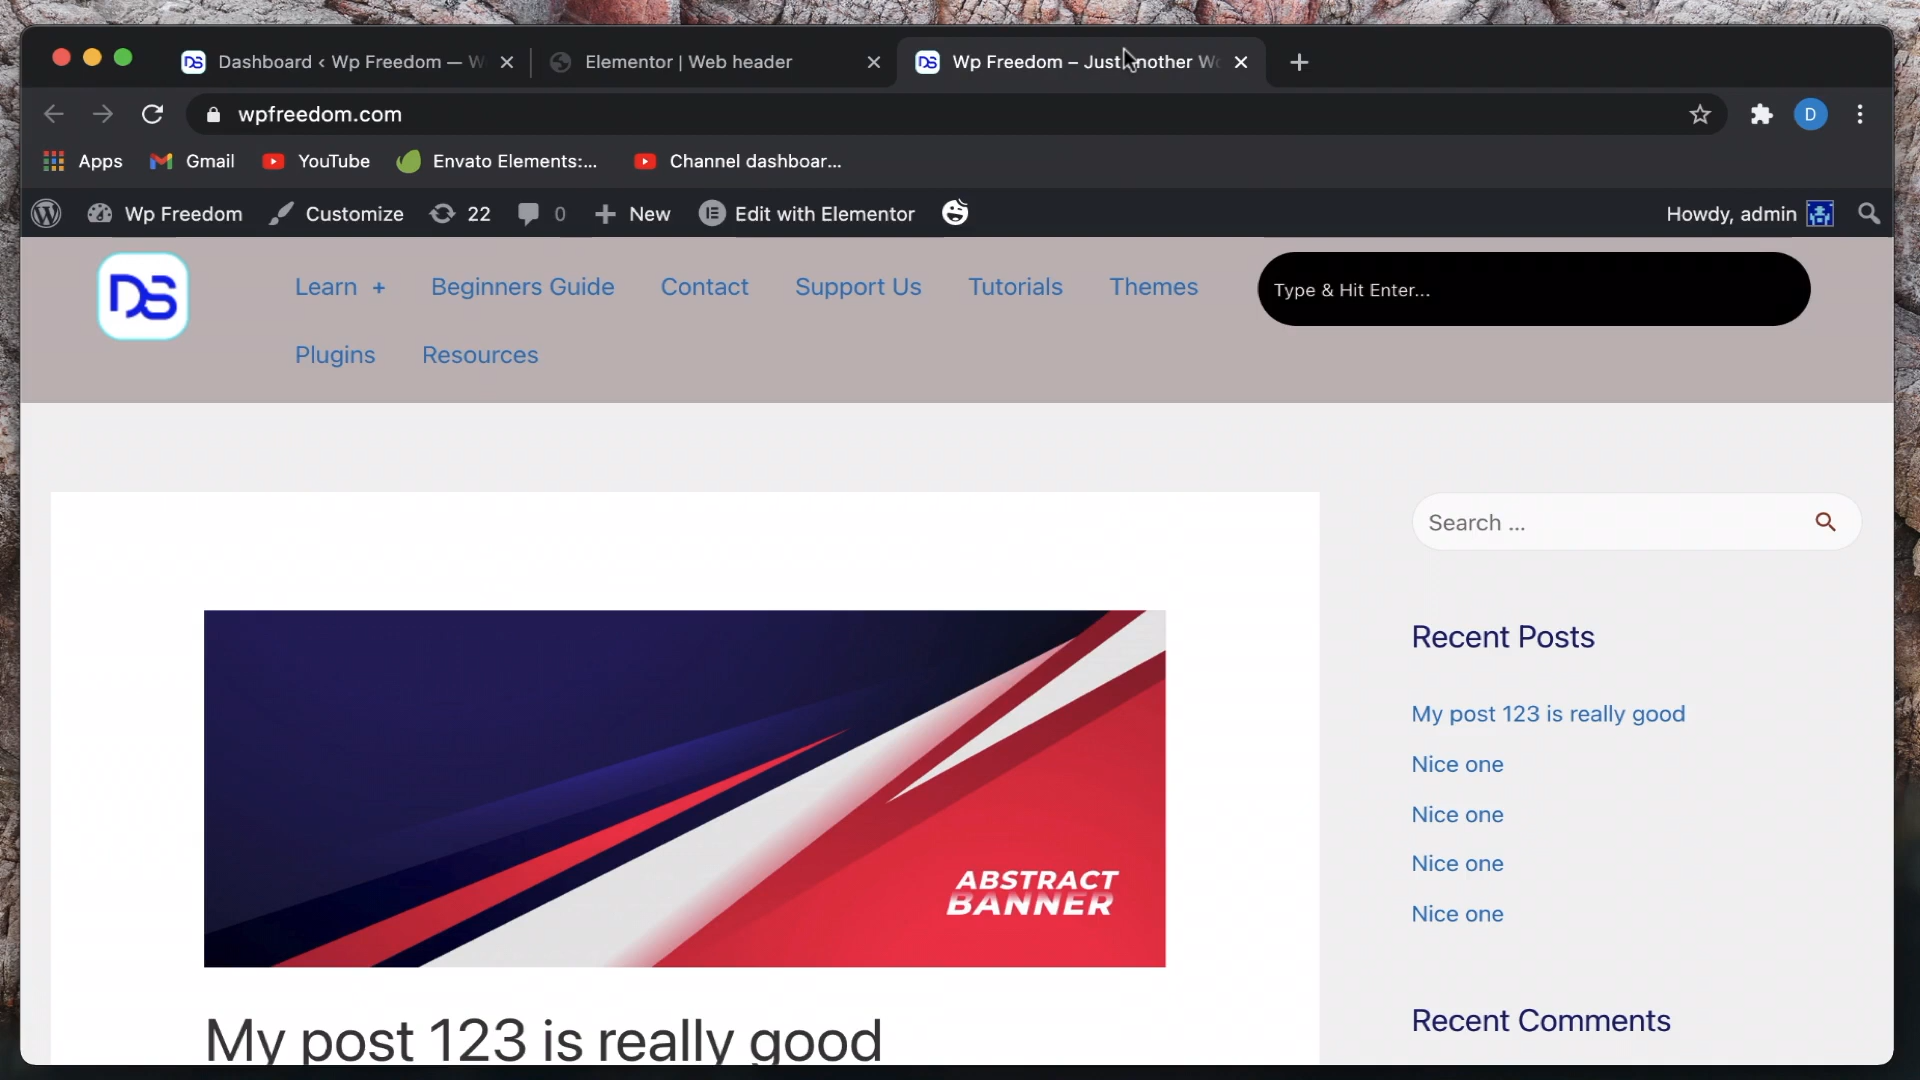 Dashboard ‹ Wp Freedom — W
Elementor | Web header
Wp Freedom – Just another Wo
wpfreedom.com
D
Apps
Gmail
YouTube
Envato Elements:...
Channel dashboar...
Wp Freedom
Customize
22
0
New
Edit with Elementor
Howdy, admin
DS
Learn +
Beginners Guide
Contact
Support Us
Tutorials
Themes
Type & Hit Enter...
Plugins
Resources
Search ...
Recent Posts
My post 123 is really good
Nice one
Nice one
Nice one
Nice one
ABSTRACT
BANNER
My post 123 is really good
Recent Comments